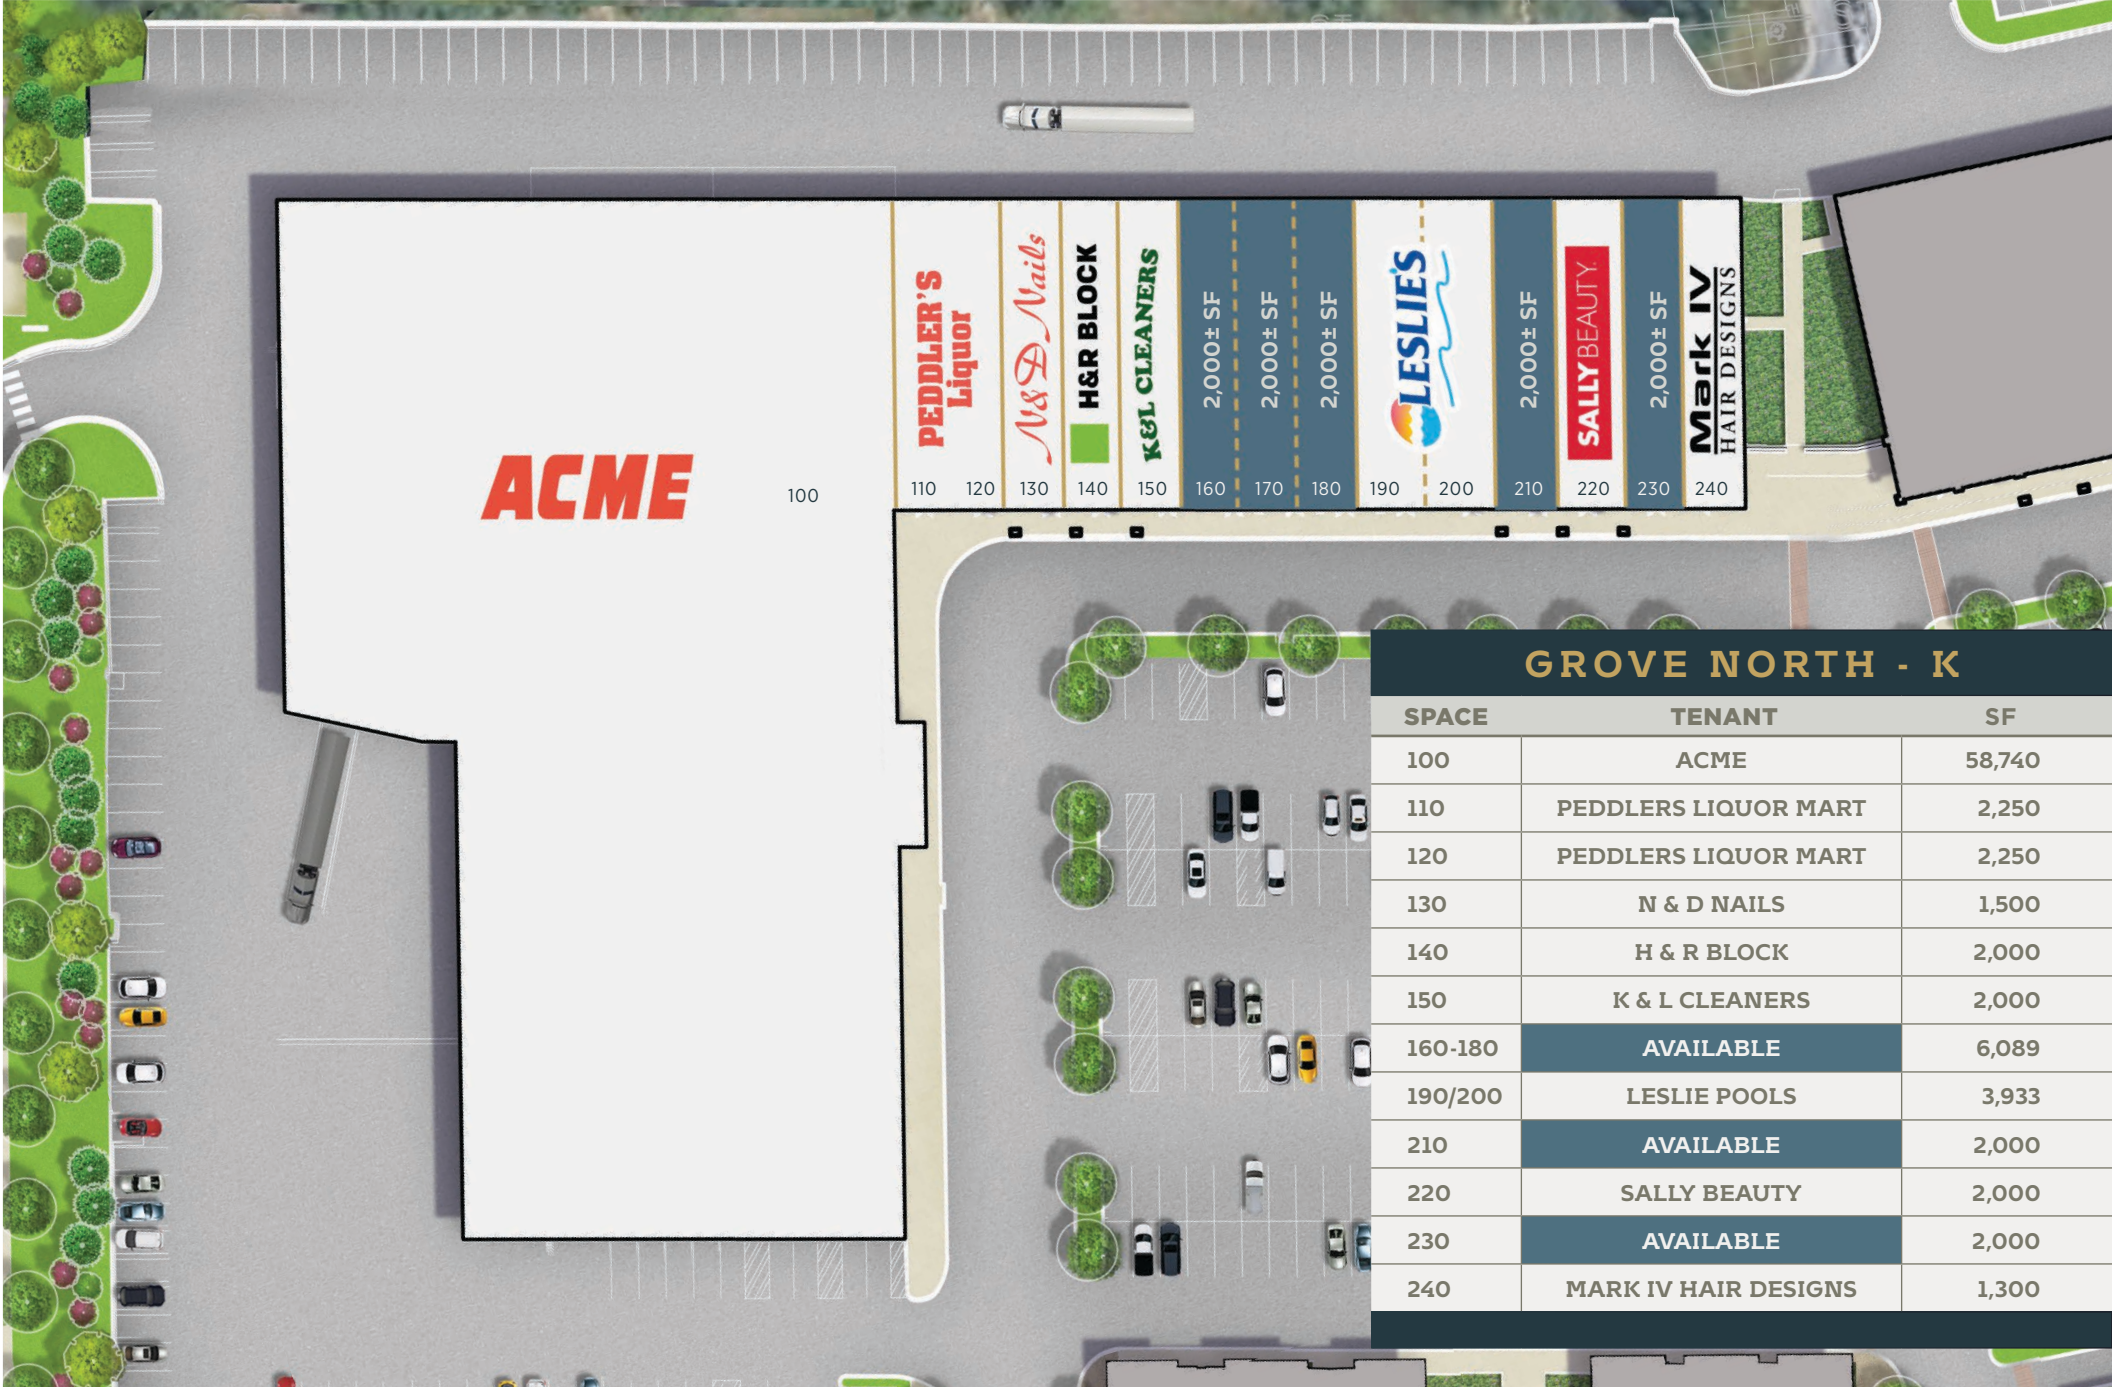 ACME
100
PEDDLER'S
Liquor
N&D Nails
H&R BLOCK
K&L CLEANERS
2,000± SF
2,000± SF
2,000± SF
LESLIE'S
2,000± SF
SALLY BEAUTY.
2,000± SF
Mark IV
HAIR DESIGNS
110 120 130 140 150 160 170 180 190 200 210 220 230 240
GROVE NORTH - K
SPACE TENANT SF
100 ACME 58,740
110 PEDDLERS LIQUOR MART 2,250
120 PEDDLERS LIQUOR MART 2,250
130 N & D NAILS 1,500
140 H & R BLOCK 2,000
150 K & L CLEANERS 2,000
160-180 AVAILABLE 6,089
190/200 LESLIE POOLS 3,933
210 AVAILABLE 2,000
220 SALLY BEAUTY 2,000
230 AVAILABLE 2,000
240 MARK IV HAIR DESIGNS 1,300